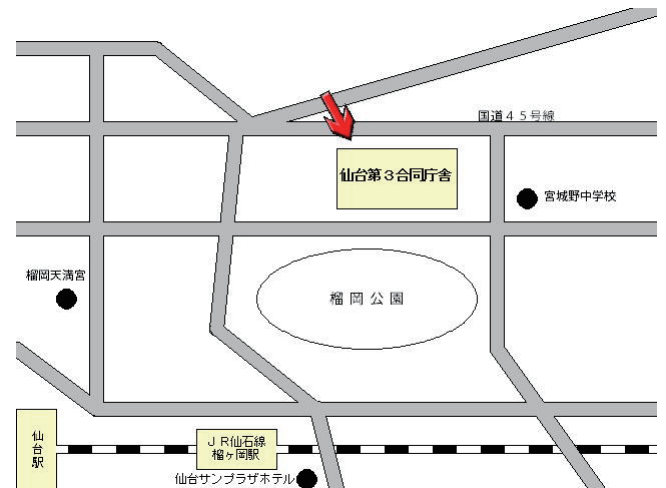 国道４５号線
仙台第３合同庁舎
宮城野中学校
榴岡天満宮
榴岡公園
仙台駅
ＪＲ仙石線
榴ヶ岡駅
仙台サンプラザホテル